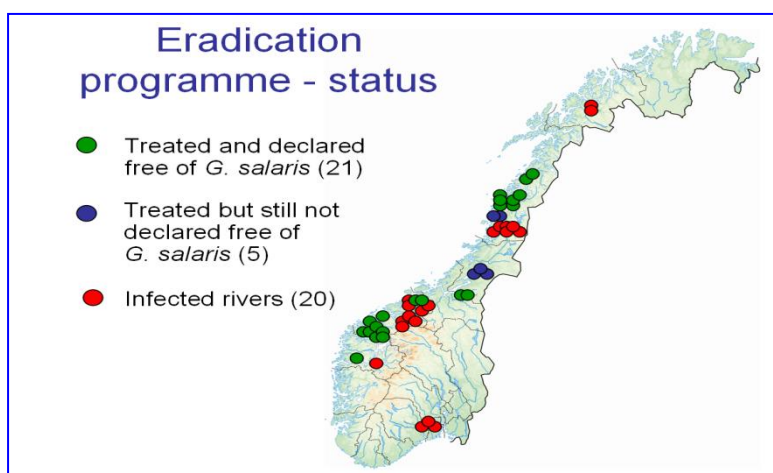 Eradication
programme - status
Treated and declared
free of G. salaris (21)
Treated but still not
declared free of
G. salaris (5)
Infected rivers (20)